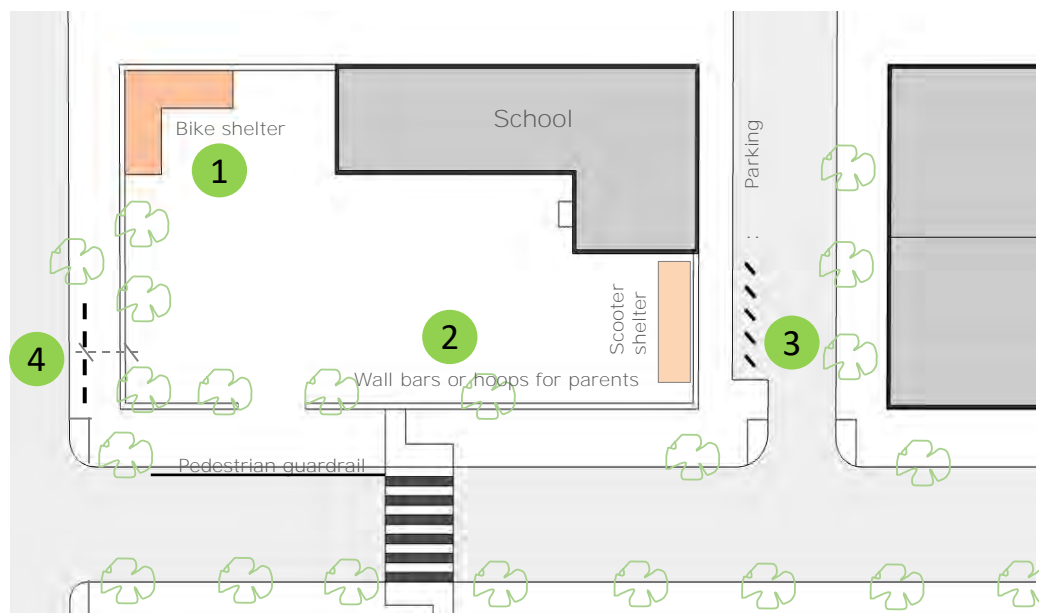 School
Bike shelter
1
Parking
Scooter
shelter
2
3
4
Wall bars or hoops for parents
Pedestrian guardrail